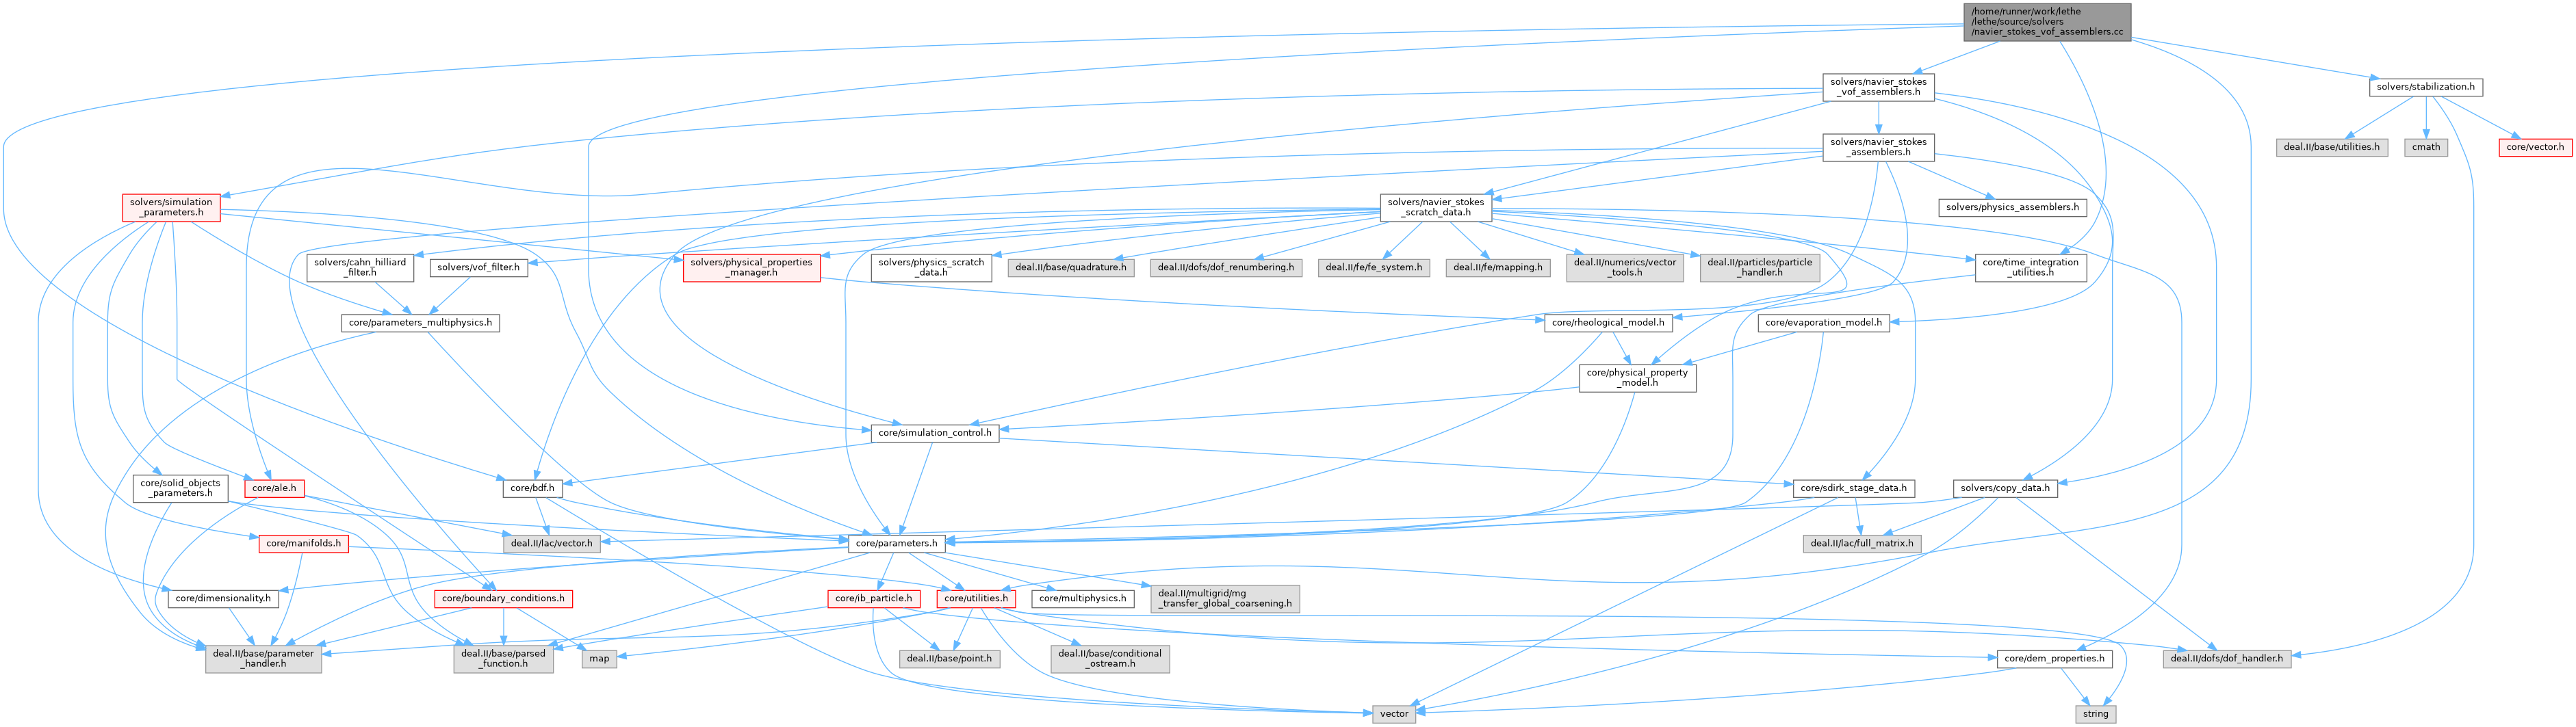 /home/runner/work/lethe
/lethe/source/solvers
/navier_stokes_vof_assemblers.cc
solvers/navier_stokes
_vof_assemblers.h
solvers/stabilization.h
solvers/navier_stokes
_assemblers.h
deal.II/base/utilities.h
cmath
core/vector.h
solvers/simulation
_parameters.h
solvers/navier_stokes
_scratch_data.h
solvers/physics_assemblers.h
solvers/cahn_hilliard
_filter.h
solvers/vof_filter.h
solvers/physical_properties
_manager.h
solvers/physics_scratch
_data.h
deal.II/base/quadrature.h
deal.II/dofs/dof_renumbering.h
deal.II/fe/fe_system.h
deal.II/fe/mapping.h
deal.II/numerics/vector
_tools.h
deal.II/particles/particle
_handler.h
core/time_integration
_utilities.h
core/parameters_multiphysics.h
core/rheological_model.h
core/evaporation_model.h
core/physical_property
_model.h
core/simulation_control.h
core/solid_objects
_parameters.h
core/ale.h
core/bdf.h
core/sdirk_stage_data.h
solvers/copy_data.h
core/manifolds.h
deal.II/lac/vector.h
core/parameters.h
deal.II/lac/full_matrix.h
core/dimensionality.h
core/boundary_conditions.h
core/ib_particle.h
core/utilities.h
core/multiphysics.h
deal.II/multigrid/mg
_transfer_global_coarsening.h
deal.II/base/parameter
_handler.h
deal.II/base/parsed
_function.h
map
deal.II/base/point.h
deal.II/base/conditional
_ostream.h
core/dem_properties.h
deal.II/dofs/dof_handler.h
vector
string